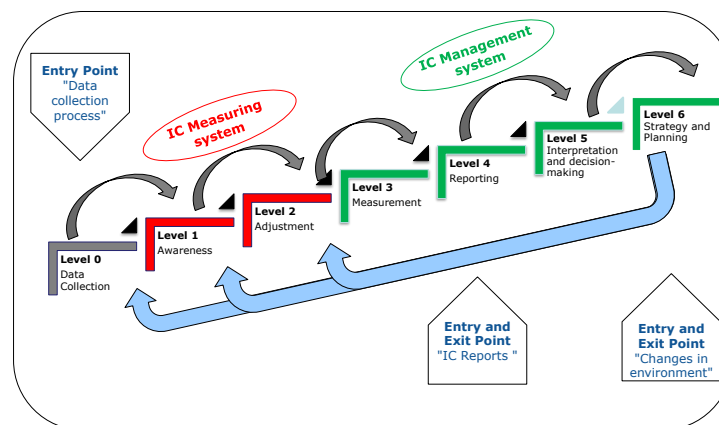 Entry Point
"Data
collection
process"
IC Measuring
system
IC Management
system
Level 0
Data
Collection
Level 1
Awareness
Level 2
Adjustment
Level 3
Measurement
Level 4
Reporting
Level 5
Interpretation
and decision-
making
Level 6
Strategy and
Planning
Entry and
Exit Point
"IC Reports "
Entry and
Exit Point
"Changes in
environment"